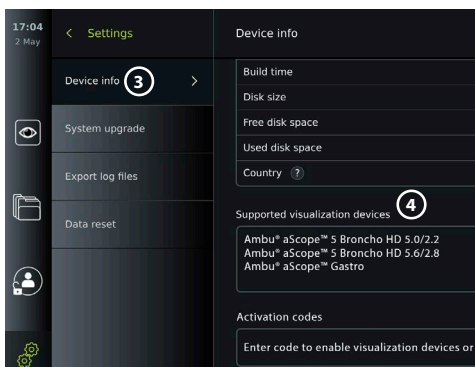 17:04
2 May
Settings
Device info
Device info 3
Build time
Disk size
System upgrade
Free disk space
Used disk space
Export log files
Country ?
Data reset
Supported visualization devices 4
Ambu® aScope™ 5 Broncho HD 5.0/2.2
Ambu® aScope™ 5 Broncho HD 5.6/2.8
Ambu® aScope™ Gastro
Activation codes
Enter code to enable visualization devices or